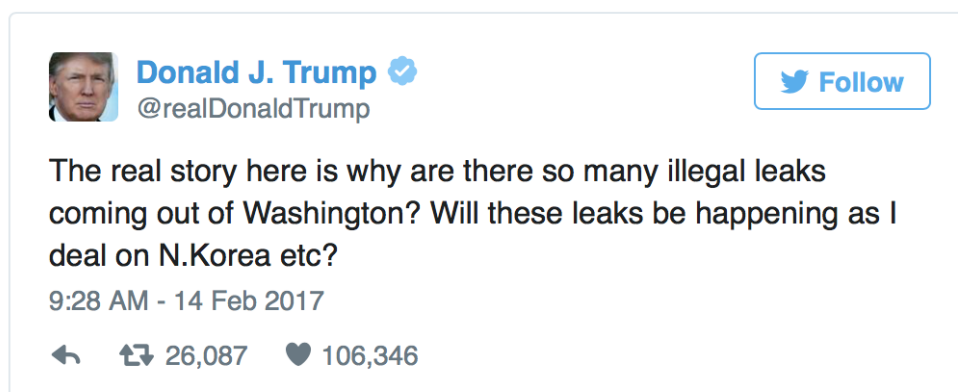 Donald J. Trump
@realDonaldTrump
Follow
The real story here is why are there so many illegal leaks
coming out of Washington? Will these leaks be happening as I
deal on N.Korea etc?
9:28 AM - 14 Feb 2017
26,087 106,346